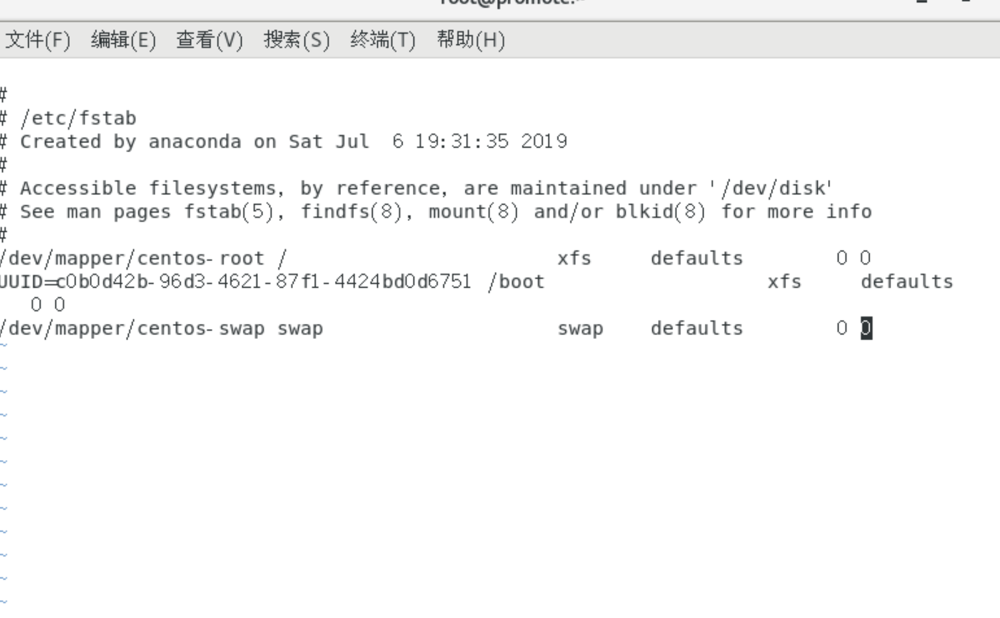 root@promote:~
文件(F) 编辑(E) 查看(V) 搜索(S) 终端(T) 帮助(H)
#
# /etc/fstab
# Created by anaconda on Sat Jul  6 19:31:35 2019
#
# Accessible filesystems, by reference, are maintained under '/dev/disk'
# See man pages fstab(5), findfs(8), mount(8) and/or blkid(8) for more info
#
/dev/mapper/centos-root /                       xfs     defaults        0 0
UUID=c0b0d42b-96d3-4621-87f1-4424bd0d6751 /boot                   xfs     defaults
   0 0
/dev/mapper/centos-swap swap                    swap    defaults        0 0
~
~
~
~
~
~
~
~
~
~
~
~